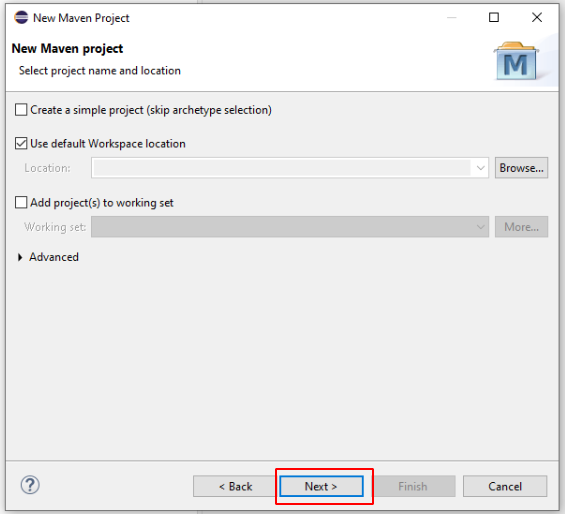 New Maven Project
New Maven project
Select project name and location
M
Create a simple project (skip archetype selection)
Use default Workspace location
Location:
Browse...
Add project(s) to working set
Working set:
More...
Advanced
?
< Back
Next >
Finish
Cancel